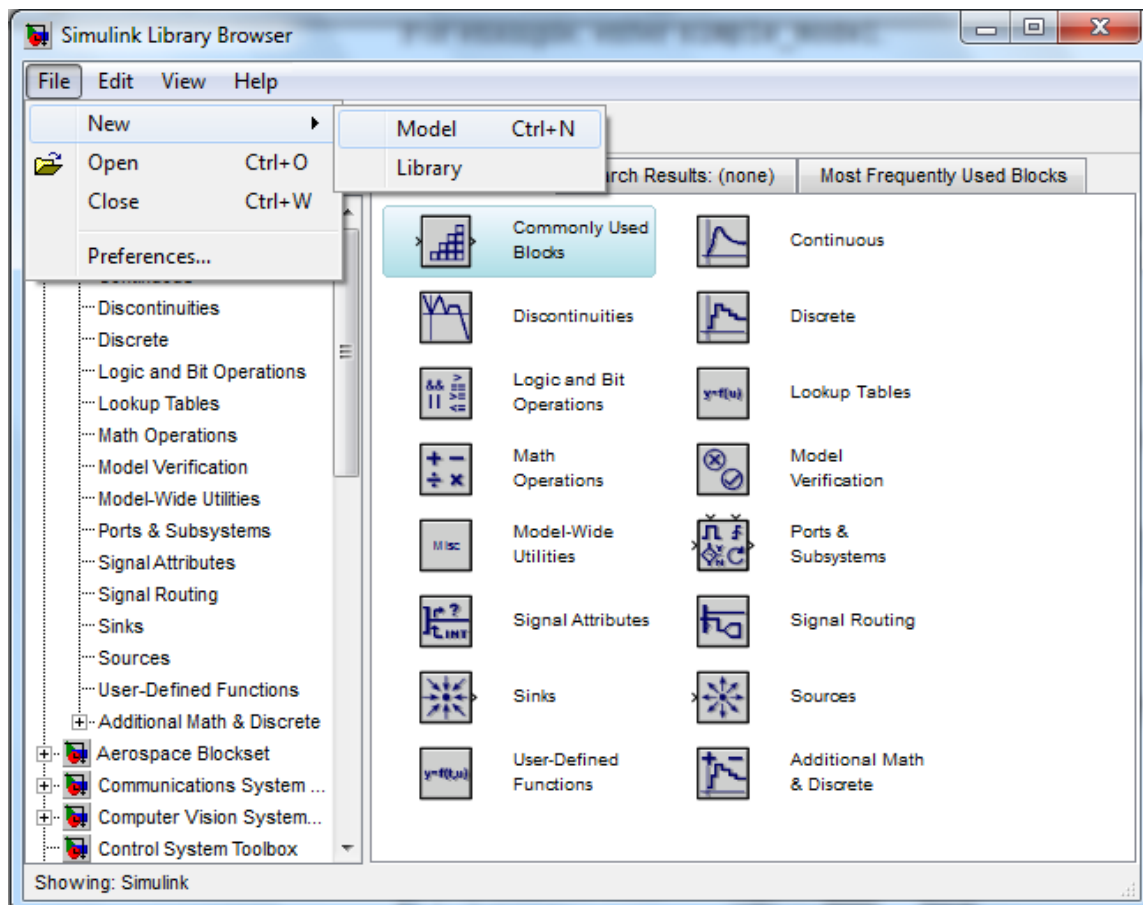 Simulink Library Browser
File Edit View Help
New
Open Ctrl+O
Close Ctrl+W
Preferences...
Model Ctrl+N
Library
Results: (none)
Most Frequently Used Blocks
Continuous
Discontinuities
Discrete
Logic and Bit Operations
Lookup Tables
Math Operations
Model Verification
Model-Wide Utilities
Ports & Subsystems
Signal Attributes
Signal Routing
Sinks
Sources
User-Defined Functions
Additional Math & Discrete
Aerospace Blockset
Communications System ...
Computer Vision System...
Control System Toolbox
Commonly Used
Blocks
Continuous
Discontinuities
Discrete
&& > ==
|| >= <=
Logic and Bit
Operations
y=f(u)
Lookup Tables
+ −
÷ ×
Math
Operations
Model
Verification
Misc
Model-Wide
Utilities
Y N C
Ports &
Subsystems
? INT
Signal Attributes
Signal Routing
Sinks
Sources
y=f(t,u)
User-Defined
Functions
+ −
Additional Math
& Discrete
Showing: Simulink